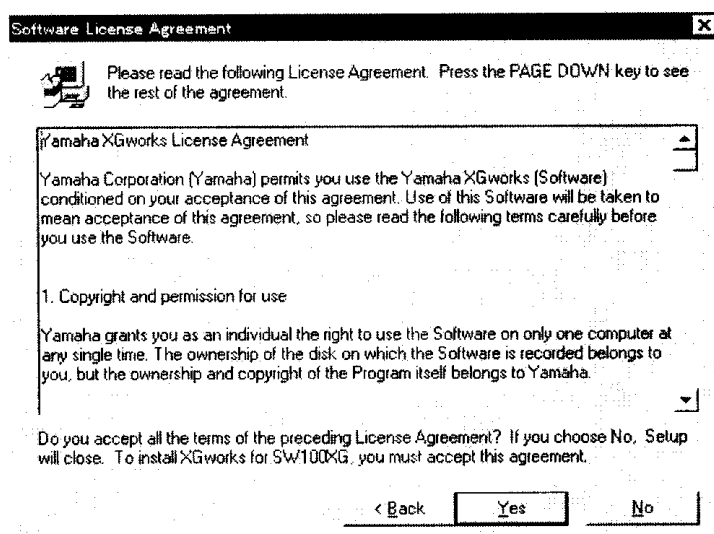 Software License Agreement
Please read the following License Agreement. Press the PAGE DOWN key to see
the rest of the agreement.
Yamaha XGworks License Agreement
Yamaha Corporation (Yamaha) permits you use the Yamaha XGworks (Software)
conditioned on your acceptance of this agreement. Use of this Software will be taken to
mean acceptance of this agreement, so please read the following terms carefully before
you use the Software.
1. Copyright and permission for use
Yamaha grants you as an individual the right to use the Software on only one computer at
any single time. The ownership of the disk on which the Software is recorded belongs to
you, but the ownership and copyright of the Program itself belongs to Yamaha.
Do you accept all the terms of the preceding License Agreement? If you choose No, Setup
will close. To install XGworks for SW100XG, you must accept this agreement.
< Back Yes No